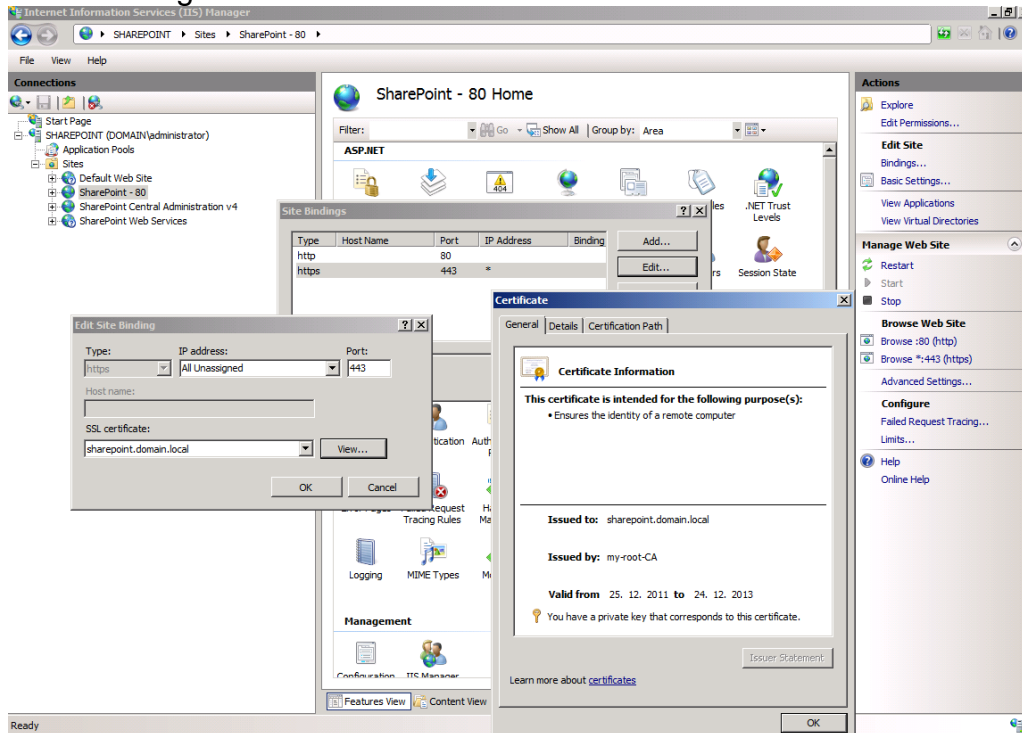 Internet Information Services (IIS) Manager
SHAREPOINT Sites SharePoint - 80
File View Help
Connections
Start Page
SHAREPOINT (DOMAIN\administrator)
Application Pools
Sites
Default Web Site
SharePoint - 80
SharePoint Central Administration v4
SharePoint Web Services
SharePoint - 80 Home
Filter: Go Show All Group by: Area
ASP.NET
404
.NET Trust
Levels
Session State
Site Bindings
Type Host Name Port IP Address Binding
http 80
https 443 *
Add...
Edit...
Edit Site Binding
Type: IP address: Port:
https All Unassigned 443
Host name:
SSL certificate:
sharepoint.domain.local View...
OK Cancel
Tracing Rules
Logging MIME Types
Management
Features View Content View
Certificate
General Details Certification Path
Certificate Information
This certificate is intended for the following purpose(s):
• Ensures the identity of a remote computer
Issued to: sharepoint.domain.local
Issued by: my-root-CA
Valid from 25. 12. 2011 to 24. 12. 2013
You have a private key that corresponds to this certificate.
Issuer Statement
Learn more about certificates
OK
Actions
Explore
Edit Permissions...
Edit Site
Bindings...
Basic Settings...
View Applications
View Virtual Directories
Manage Web Site
Restart
Start
Stop
Browse Web Site
Browse :80 (http)
Browse *:443 (https)
Advanced Settings...
Configure
Failed Request Tracing...
Limits...
Help
Online Help
Ready